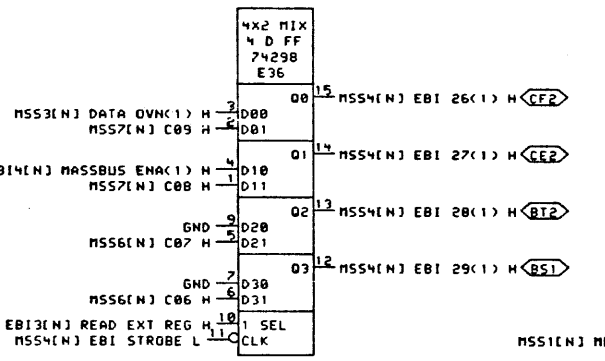 4X2 MIX
4 D FF
74298
E36
Q0 15 MSS4[N] EBI 26(1) H CF2
MSS3[N] DATA OVN(1) H 3 D00
MSS7[N] C09 H 2 D01
Q1 14 MSS4[N] EBI 27(1) H CE2
BI4[N] MASSBUS ENA(1) H 4 D10
MSS7[N] C08 H 1 D11
Q2 13 MSS4[N] EBI 28(1) H BT2
GND 9 D20
MSS6[N] C07 H 5 D21
Q3 12 MSS4[N] EBI 29(1) H BS1
GND 7 D30
MSS6[N] C06 H 6 D31
EBI3[N] READ EXT REG H 10 1 SEL
MSS4[N] EBI STROBE L 11 CLK
MSS1[N] M